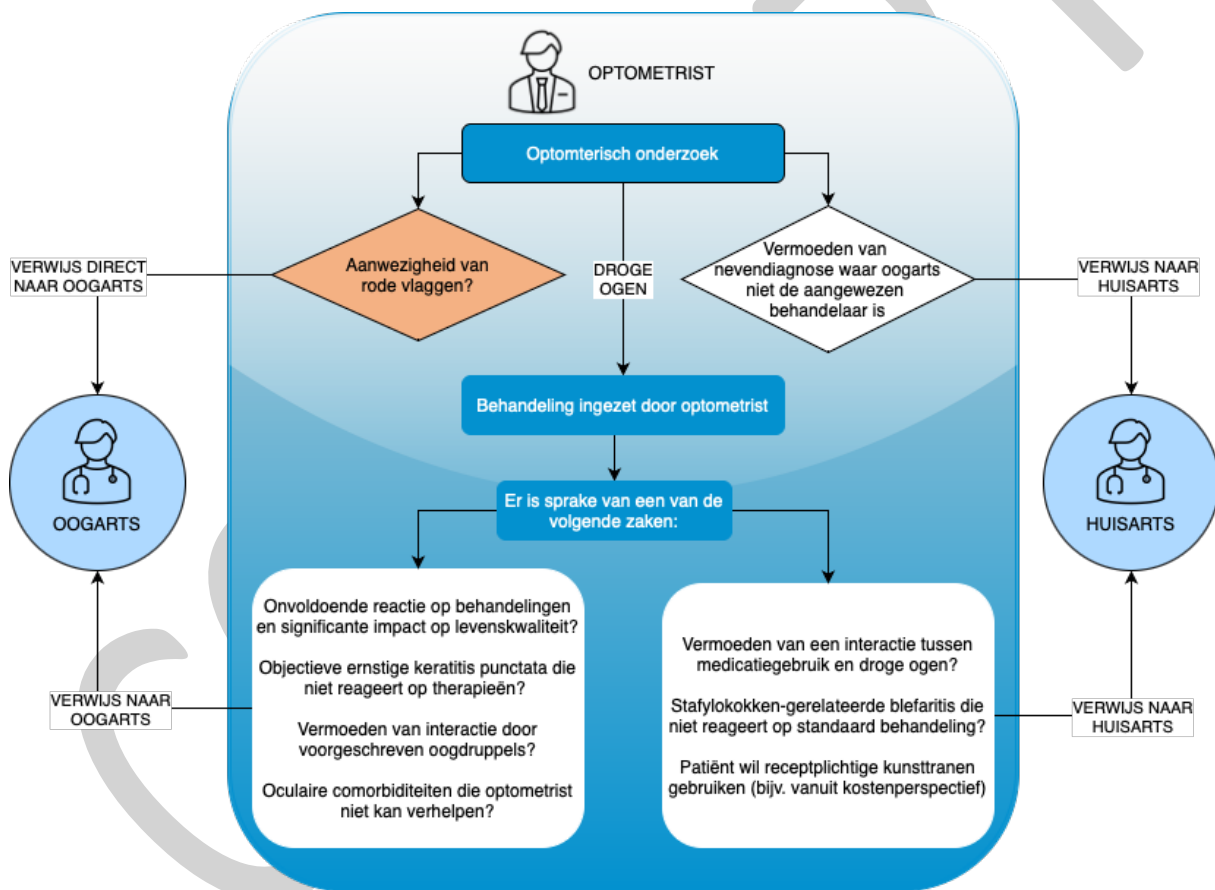 OPTOMETRIST
Optomterisch onderzoek
Aanwezigheid van
rode vlaggen?
DROGE
OGEN
Vermoeden van
nevendiagnose waar oogarts
niet de aangewezen
behandelaar is
VERWIJS DIRECT
NAAR OOGARTS
VERWIJS NAAR
HUISARTS
Behandeling ingezet door optometrist
OOGARTS
HUISARTS
Er is sprake van een van de
volgende zaken:
Onvoldoende reactie op behandelingen
en significante impact op levenskwaliteit?
Objectieve ernstige keratitis punctata die
niet reageert op therapieën?
Vermoeden van interactie door
voorgeschreven oogdruppels?
Oculaire comorbiditeiten die optometrist
niet kan verhelpen?
VERWIJS NAAR
OOGARTS
Vermoeden van een interactie tussen
medicatiegebruik en droge ogen?
Stafylokokken-gerelateerde blefaritis die
niet reageert op standaard behandeling?
Patiënt wil receptplichtige kunsttranen
gebruiken (bijv. vanuit kostenperspectief)
VERWIJS NAAR
HUISARTS